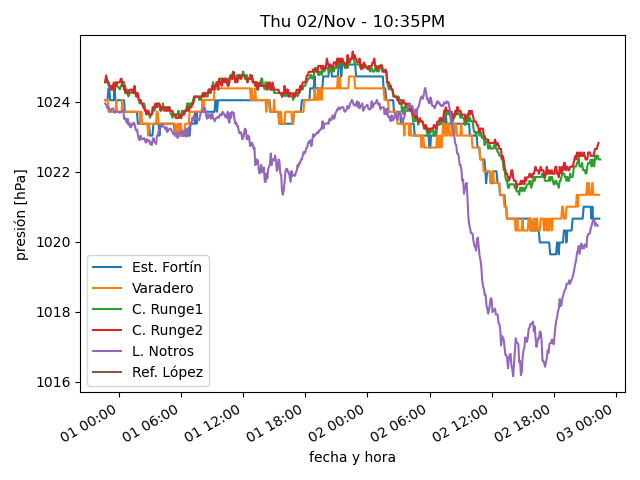 Thu 02/Nov - 10:35PM
presión [hPa]
1024
1022
1020
1018
1016
Est. Fortín
Varadero
C. Runge1
C. Runge2
L. Notros
Ref. López
01 00:00
01 06:00
01 12:00
01 18:00
02 00:00
02 06:00
02 12:00
02 18:00
03 00:00
fecha y hora